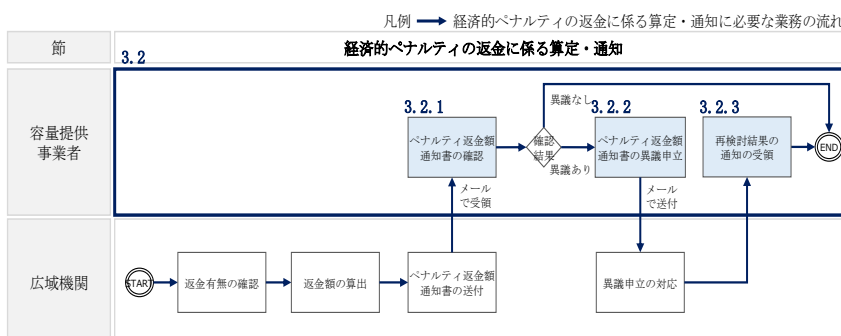 凡例 経済的ペナルティの返金に係る算定・通知に必要な業務の流れ
節
3.2
経済的ペナルティの返金に係る算定・通知
容量提供
事業者
3.2.1
ペナルティ返金額
通知書の確認
確認
結果
異議なし
異議あり
3.2.2
ペナルティ返金額
通知書の異議申立
3.2.3
再検討結果の
通知の受領
END
メール
で受領
メール
で送付
広域機関
START
返金有無の確認
返金額の算出
ペナルティ返金額
通知書の送付
異議申立の対応